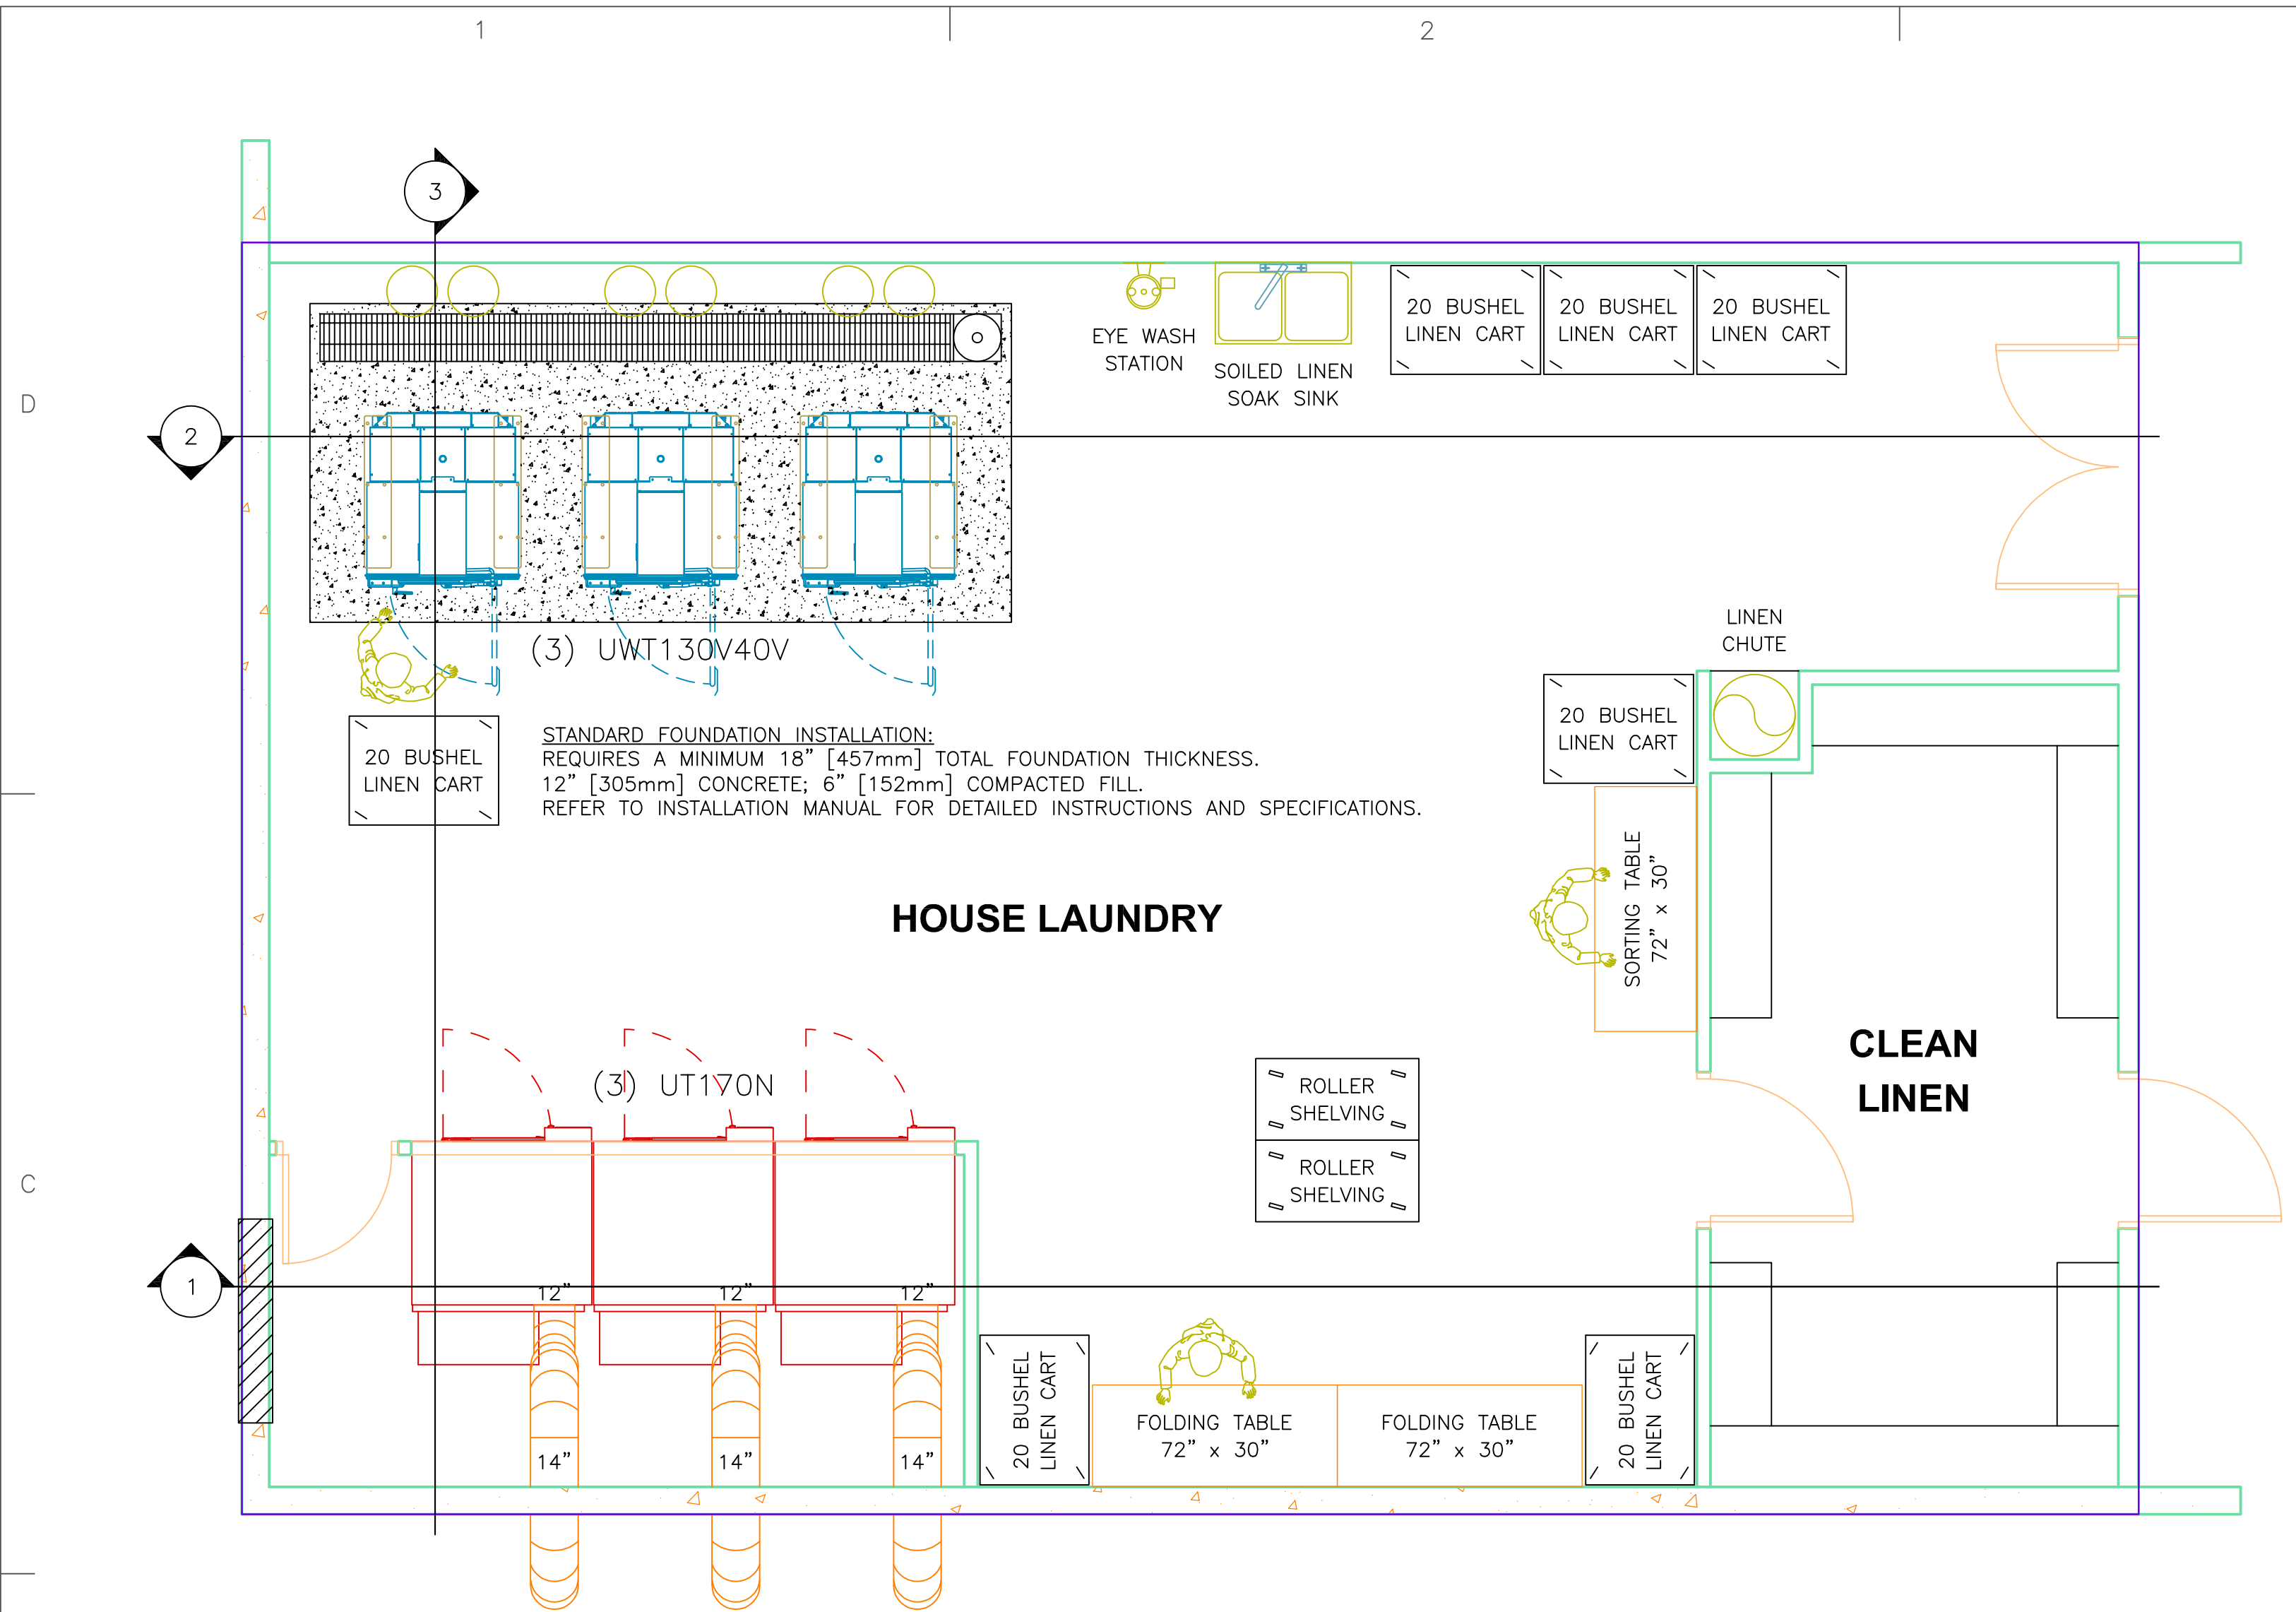 1
2
3
D
2
EYE WASH
STATION
SOILED LINEN
SOAK SINK
20 BUSHEL
LINEN CART
20 BUSHEL
LINEN CART
20 BUSHEL
LINEN CART
(3) UWT130V40V
LINEN
CHUTE
20 BUSHEL
LINEN CART
STANDARD FOUNDATION INSTALLATION:
REQUIRES A MINIMUM 18" [457mm] TOTAL FOUNDATION THICKNESS.
12" [305mm] CONCRETE; 6" [152mm] COMPACTED FILL.
REFER TO INSTALLATION MANUAL FOR DETAILED INSTRUCTIONS AND SPECIFICATIONS.
20 BUSHEL
LINEN CART
SORTING TABLE
72" x 30"
HOUSE LAUNDRY
CLEAN
LINEN
(3) UT170N
ROLLER
SHELVING
ROLLER
SHELVING
C
1
12"
12"
12"
14"
14"
14"
20 BUSHEL
LINEN CART
FOLDING TABLE
72" x 30"
FOLDING TABLE
72" x 30"
20 BUSHEL
LINEN CART